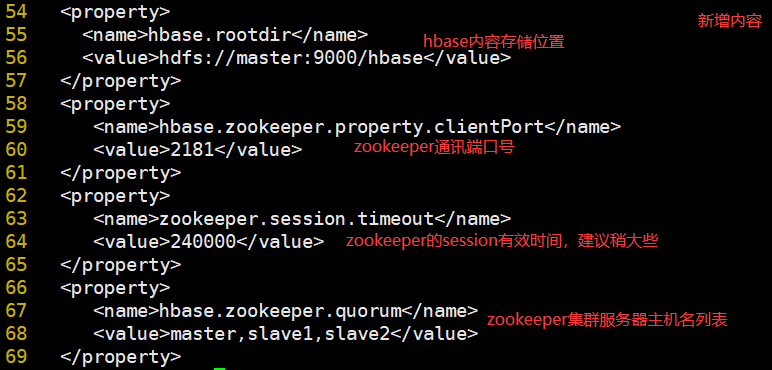 54   <property>
新增内容
55     <name>hbase.rootdir</name>
hbase内容存储位置
56     <value>hdfs://master:9000/hbase</value>
57   </property>
58   <property>
59      <name>hbase.zookeeper.property.clientPort</name>
60      <value>2181</value>
zookeeper通讯端口号
61   </property>
62   <property>
63      <name>zookeeper.session.timeout</name>
64      <value>240000</value>
zookeeper的session有效时间，建议稍大些
65   </property>
66   <property>
67      <name>hbase.zookeeper.quorum</name>
zookeeper集群服务器主机名列表
68      <value>master,slave1,slave2</value>
69   </property>